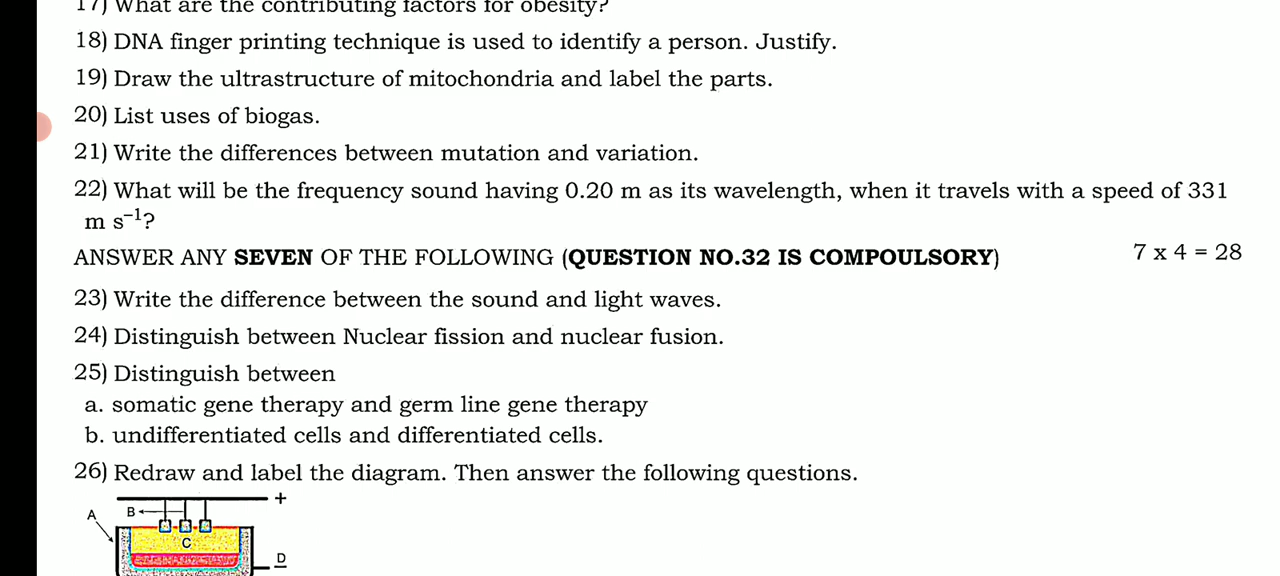 17) What are the contributing factors for obesity?
18) DNA finger printing technique is used to identify a person. Justify.
19) Draw the ultrastructure of mitochondria and label the parts.
20) List uses of biogas.
21) Write the differences between mutation and variation.
22) What will be the frequency sound having 0.20 m as its wavelength, when it travels with a speed of 331
m s⁻¹?
ANSWER ANY SEVEN OF THE FOLLOWING (QUESTION NO.32 IS COMPOULSORY) 7 x 4 = 28
23) Write the difference between the sound and light waves.
24) Distinguish between Nuclear fission and nuclear fusion.
25) Distinguish between
a. somatic gene therapy and germ line gene therapy
b. undifferentiated cells and differentiated cells.
26) Redraw and label the diagram. Then answer the following questions.
+
A B
C
D